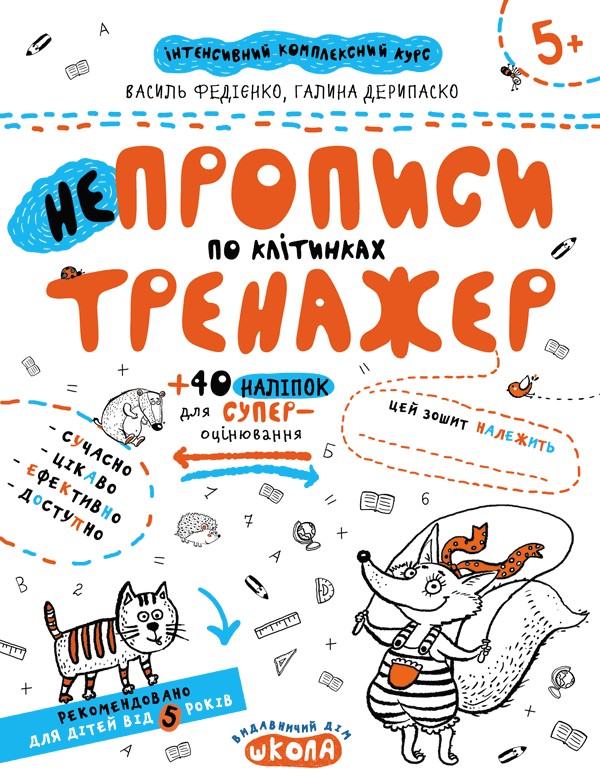 ІНТЕНСИВНИЙ КОМПЛЕКСНИЙ КУРС
5+
ВАСИЛЬ ФЕДІЄНКО, ГАЛИНА ДЕРИПАСКО
НЕПРОПИСИ
ПО КЛІТИНКАХ
ТРЕНАЖЕР
+40 НАЛІПОК
для СУПЕР-
оцінювання
ЦЕЙ ЗОШИТ НАЛЕЖИТЬ
- СУЧАСНО
- ЦІКАВО
- ЕФЕКТИВНО
- ДОСТУПНО
РЕКОМЕНДОВАНО
ДЛЯ ДІТЕЙ ВІД 5 РОКІВ
ВИДАВНИЧИЙ ДІМ
ШКОЛА